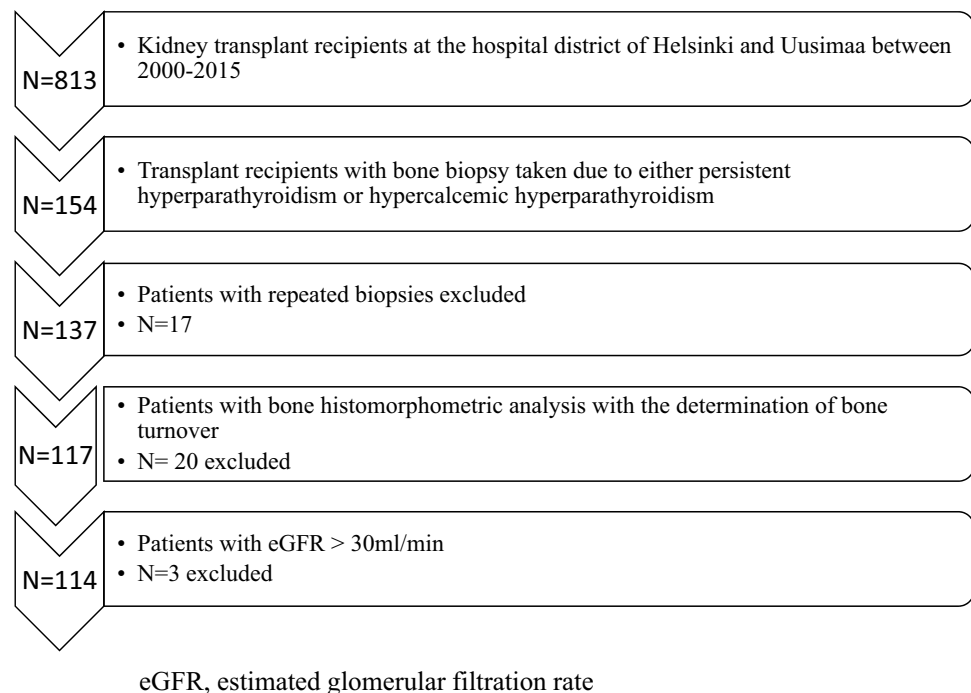 N=813
• Kidney transplant recipients at the hospital district of Helsinki and Uusimaa between
2000-2015
N=154
• Transplant recipients with bone biopsy taken due to either persistent
hyperparathyroidism or hypercalcemic hyperparathyroidism
N=137
• Patients with repeated biopsies excluded
• N=17
N=117
• Patients with bone histomorphometric analysis with the determination of bone
turnover
• N= 20 excluded
N=114
• Patients with eGFR > 30ml/min
• N=3 excluded
eGFR, estimated glomerular filtration rate